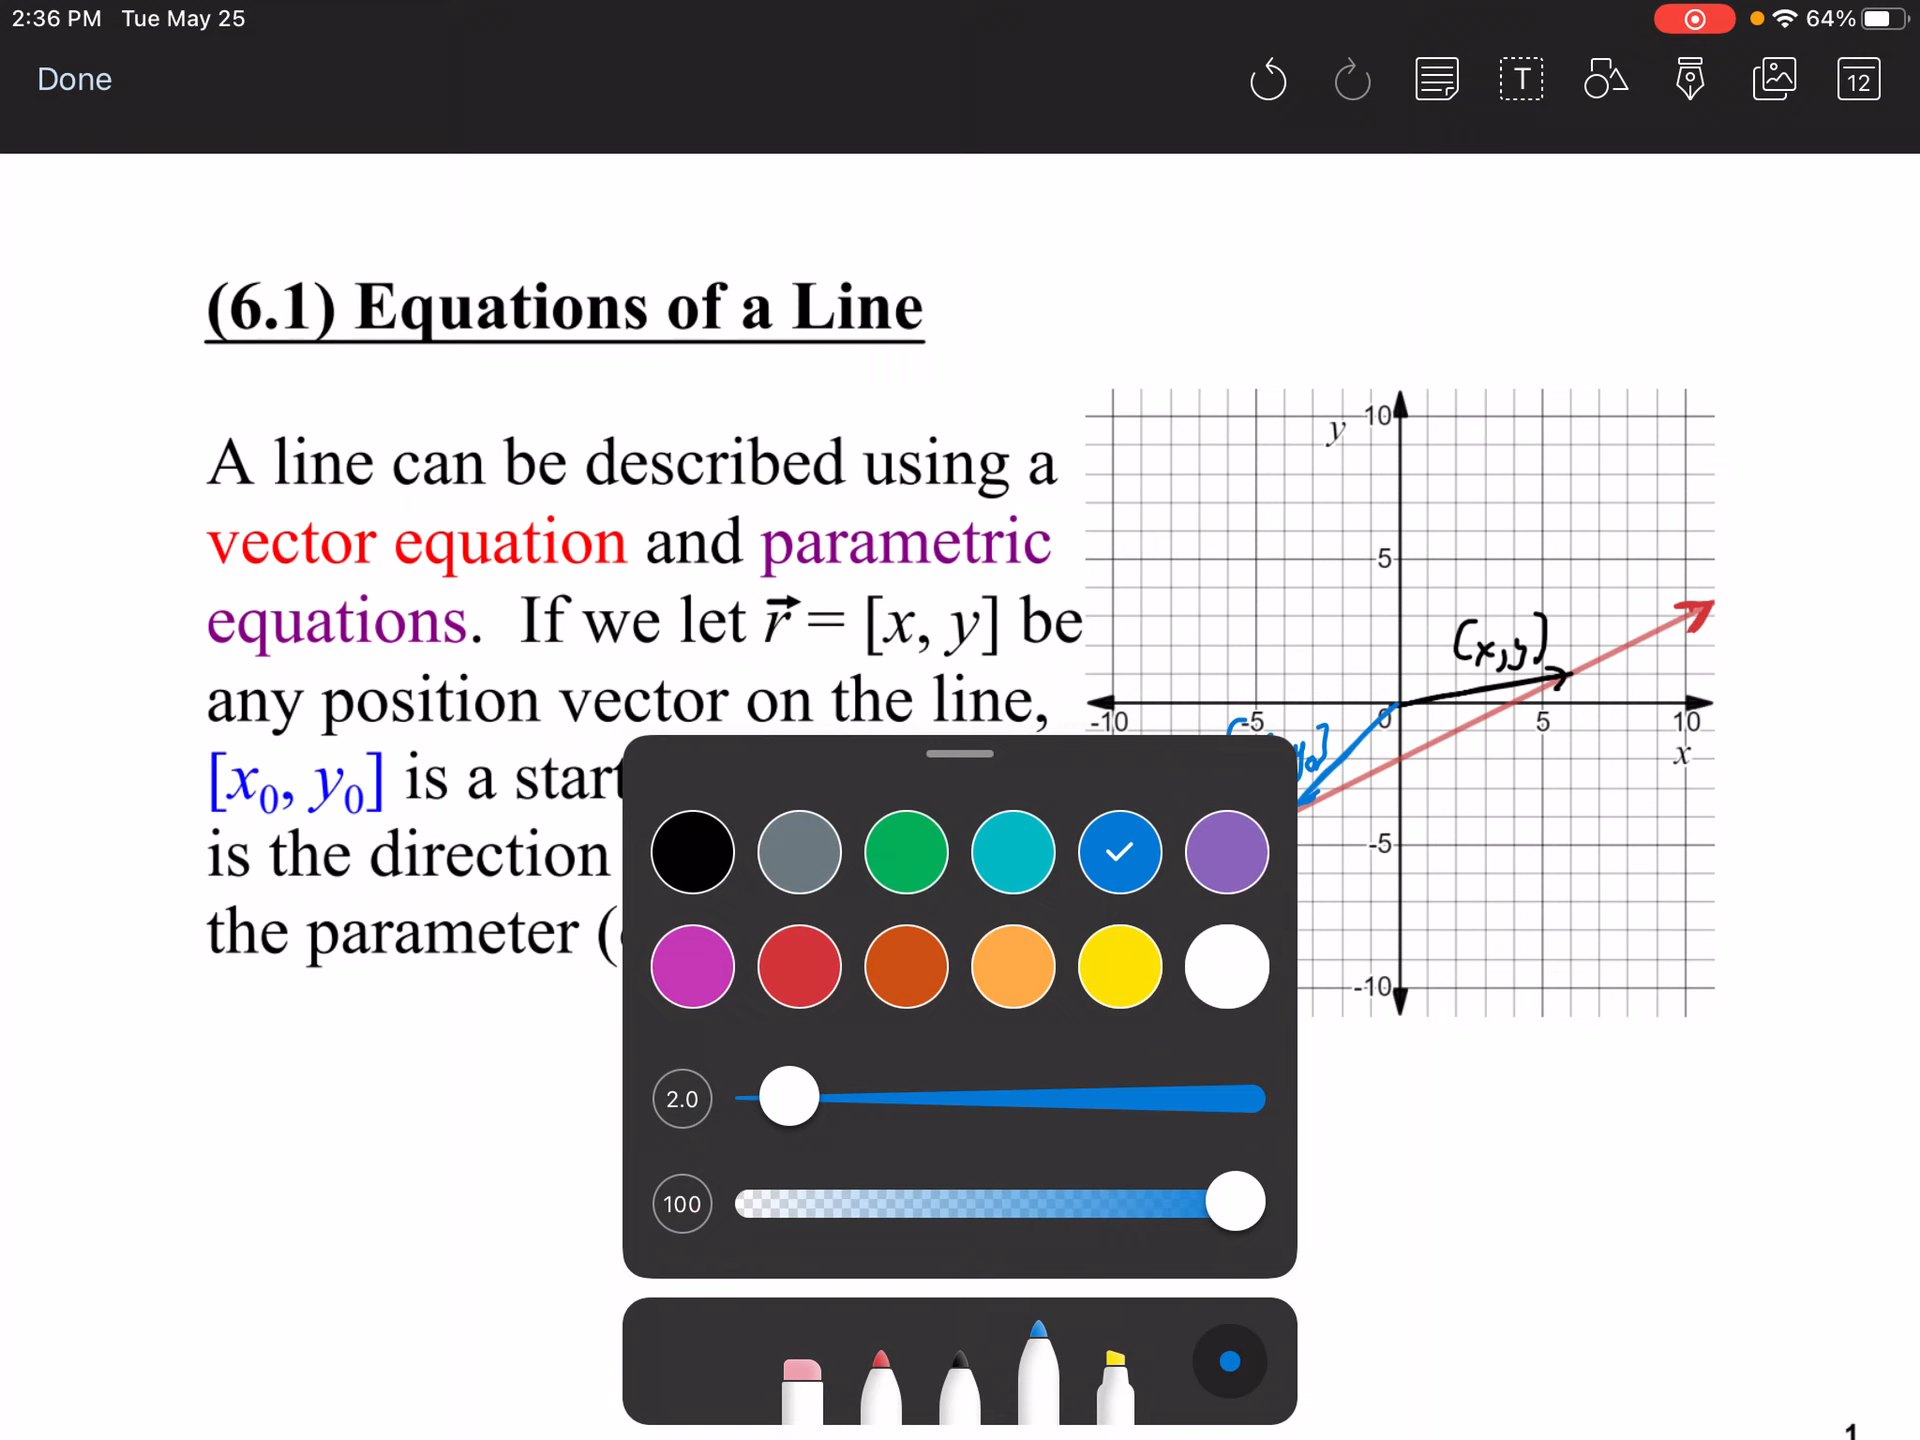 2:36 PM Tue May 25
64%
Done
T
12
(6.1) Equations of a Line
A line can be described using a
vector equation and parametric
equations. If we let r⃗ = [x, y] be
any position vector on the line,
[x₀, y₀] is a start
is the direction
the parameter (
10
y
5
[x,y]
-10
-5
0
5
10
x
-5
-10
2.0
100
1